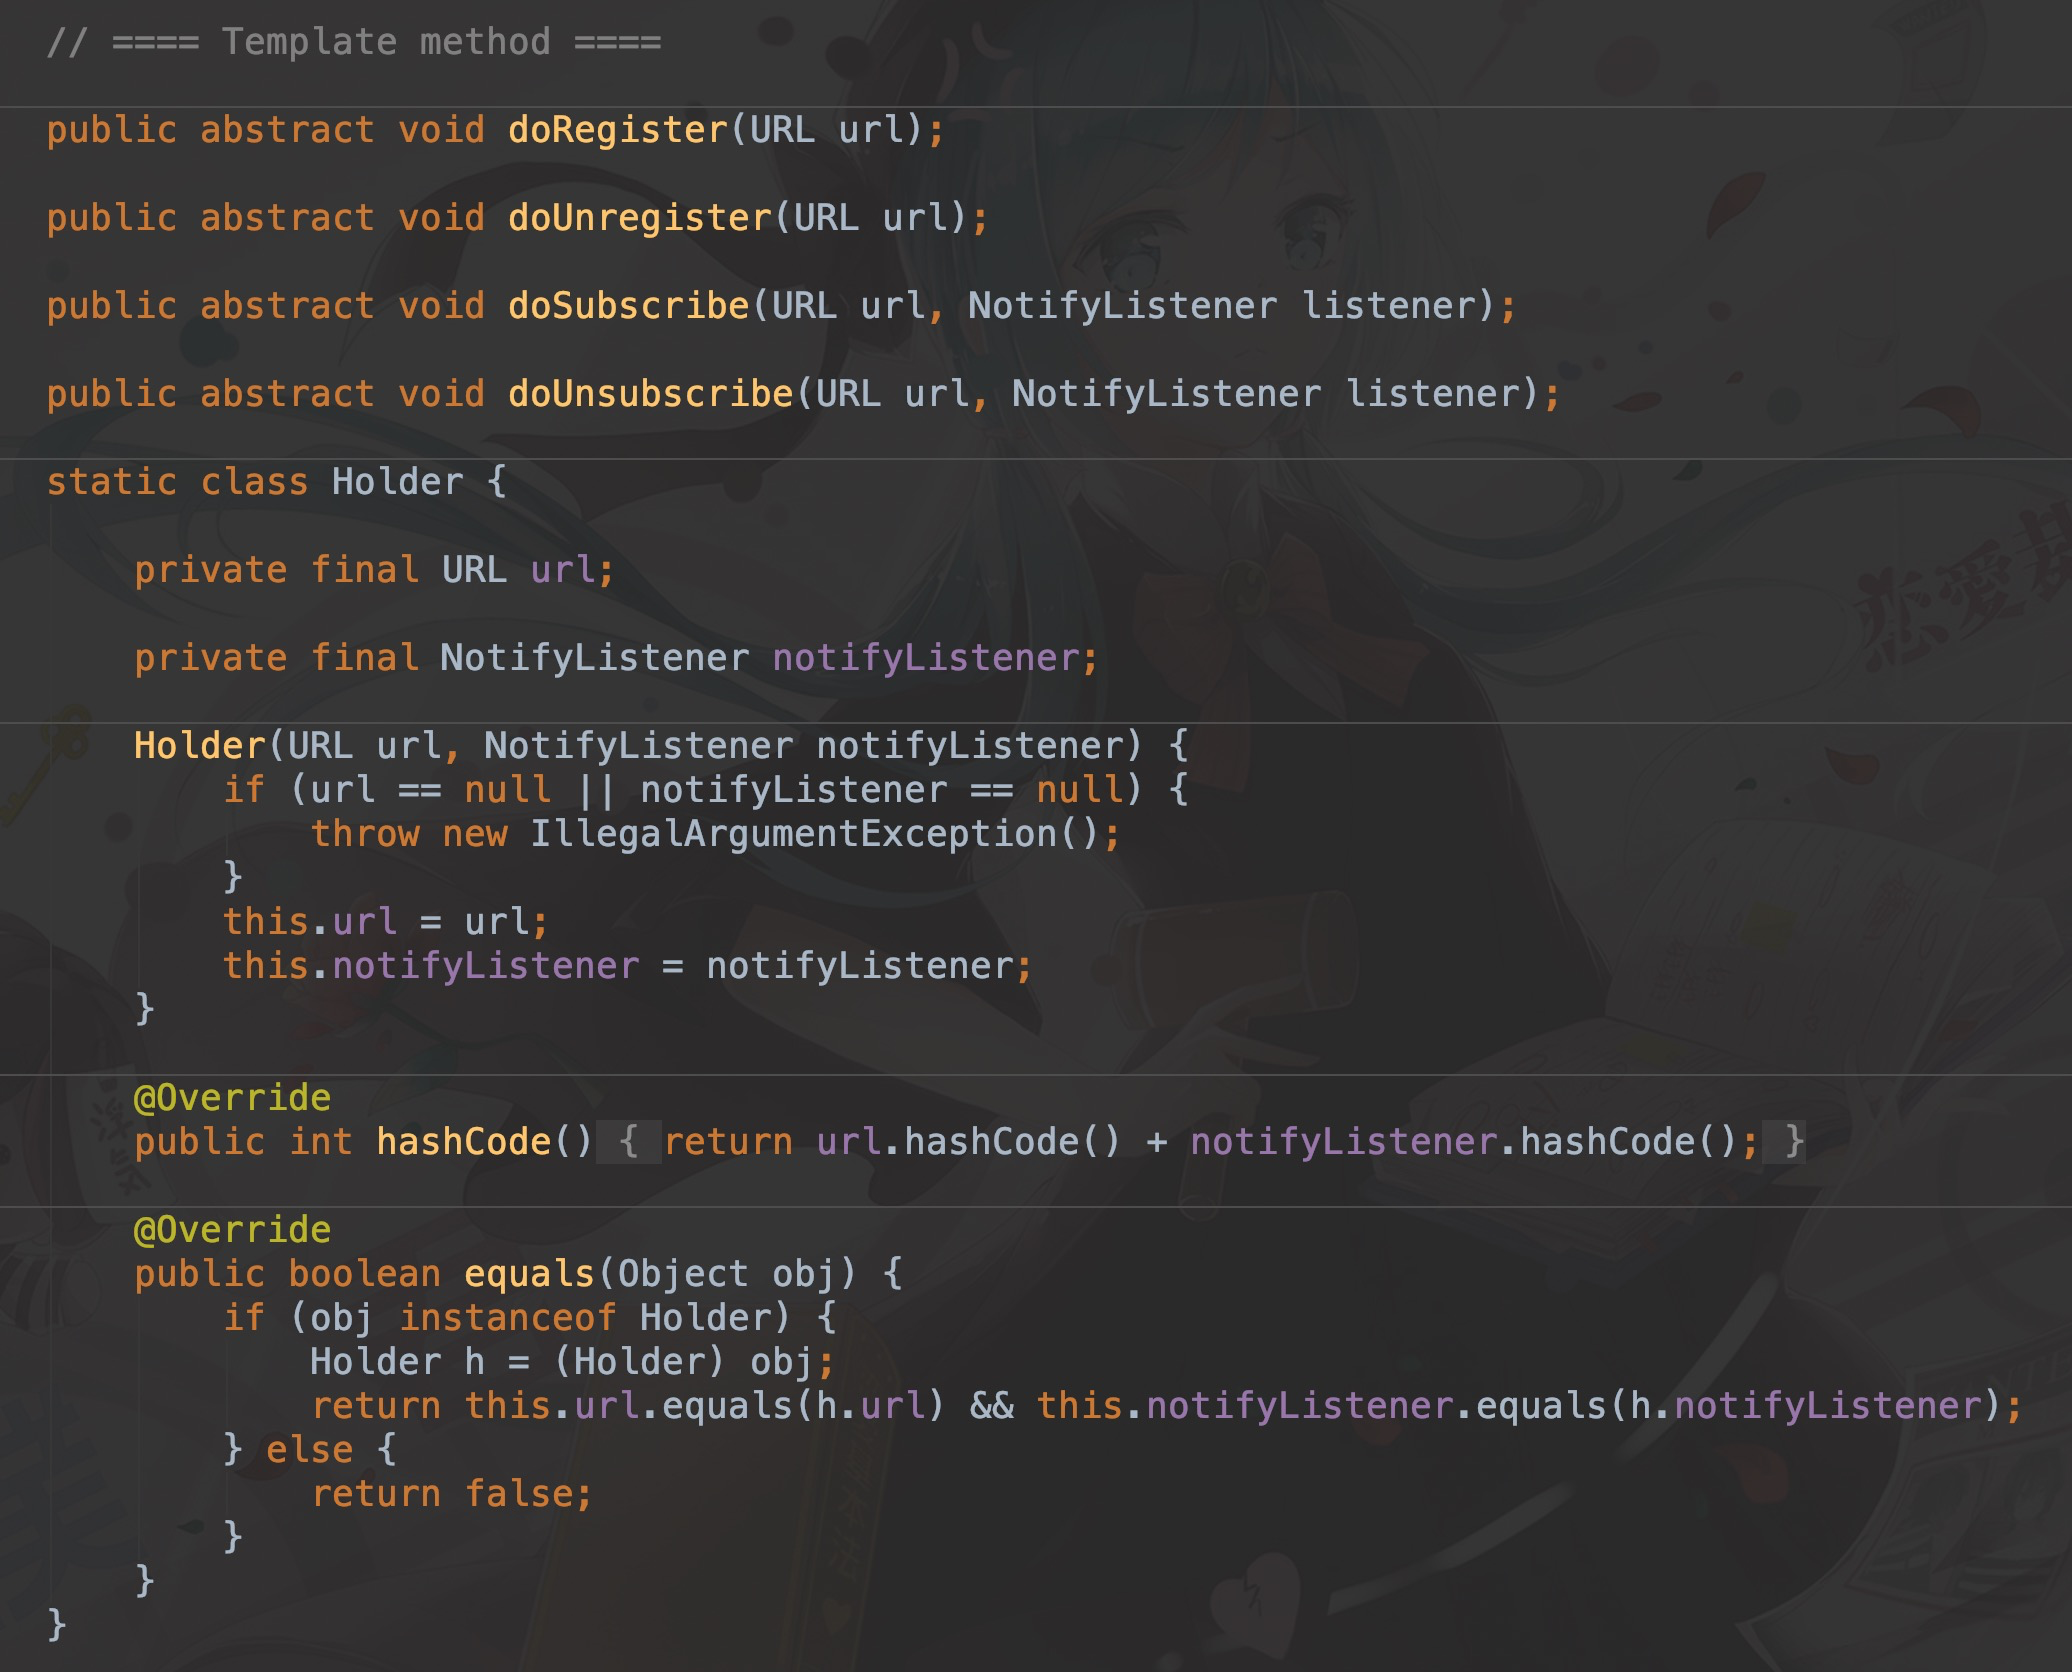 // ==== Template method ====
public abstract void doRegister(URL url);
public abstract void doUnregister(URL url);
public abstract void doSubscribe(URL url, NotifyListener listener);
public abstract void doUnsubscribe(URL url, NotifyListener listener);
static class Holder {
private final URL url;
private final NotifyListener notifyListener;
Holder(URL url, NotifyListener notifyListener) {
if (url == null || notifyListener == null) {
throw new IllegalArgumentException();
}
this.url = url;
this.notifyListener = notifyListener;
}
@Override
public int hashCode() { return url.hashCode() + notifyListener.hashCode(); }
@Override
public boolean equals(Object obj) {
if (obj instanceof Holder) {
Holder h = (Holder) obj;
return this.url.equals(h.url) && this.notifyListener.equals(h.notifyListener);
} else {
return false;
}
}
}
恋愛